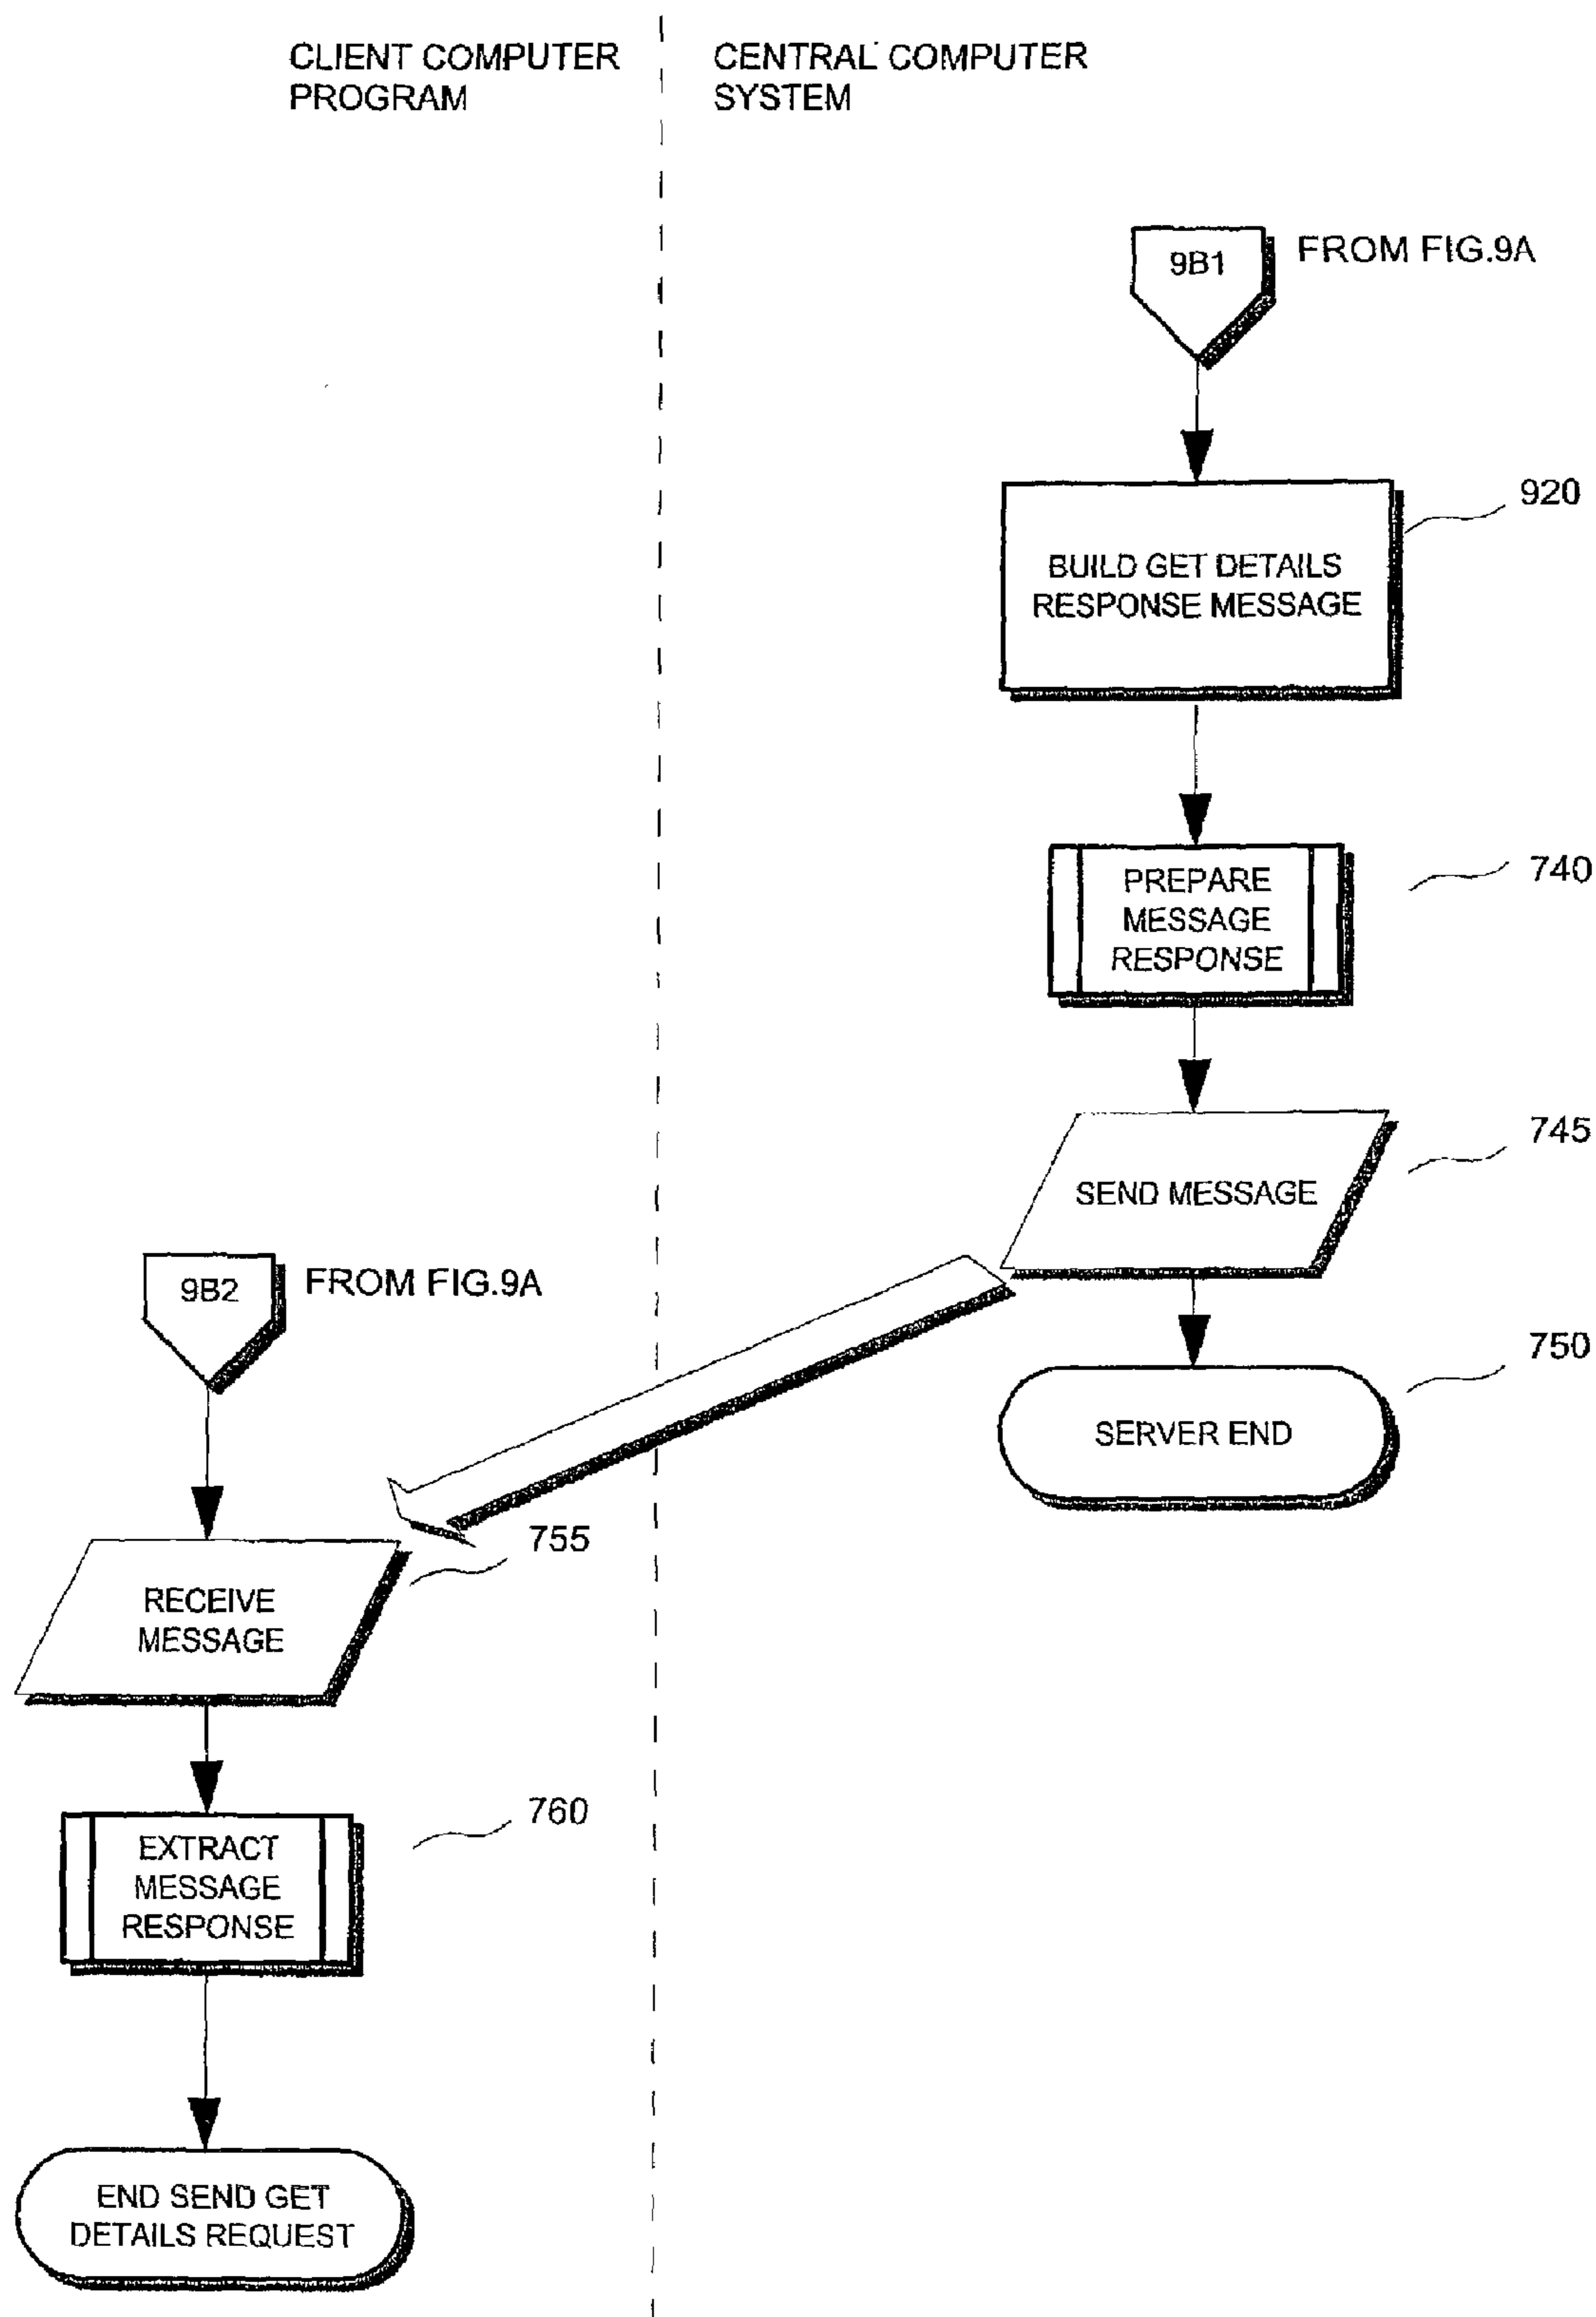 CLIENT COMPUTER
PROGRAM
CENTRAL COMPUTER
SYSTEM
9B1
FROM FIG.9A
920
BUILD GET DETAILS
RESPONSE MESSAGE
740
PREPARE
MESSAGE
RESPONSE
745
SEND MESSAGE
9B2
FROM FIG.9A
750
SERVER END
755
RECEIVE
MESSAGE
760
EXTRACT
MESSAGE
RESPONSE
END SEND GET
DETAILS REQUEST